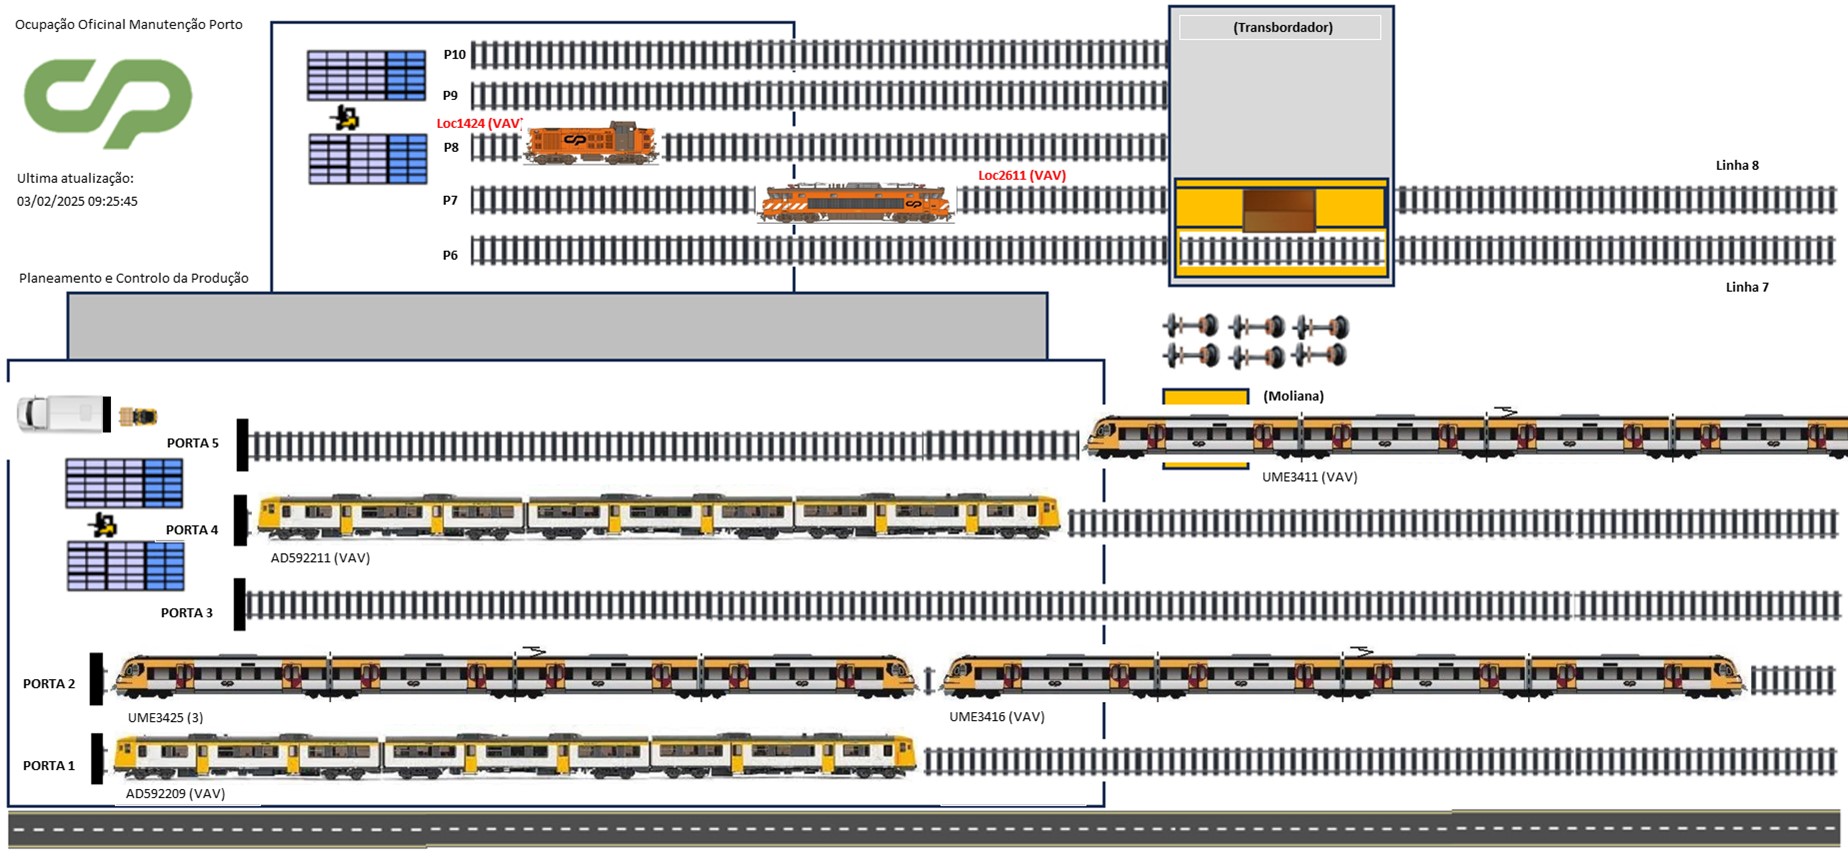 Ocupação Oficinal Manutenção Porto
(Transbordador)
P10
P9
Loc1424 (VAV)
P8
Ultima atualização:
03/02/2025 09:25:45
Loc2611 (VAV)
Linha 8
P7
P6
Planeamento e Controlo da Produção
Linha 7
(Moliana)
PORTA 5
UME3411 (VAV)
PORTA 4
AD592211 (VAV)
PORTA 3
PORTA 2
UME3425 (3)
UME3416 (VAV)
PORTA 1
AD592209 (VAV)